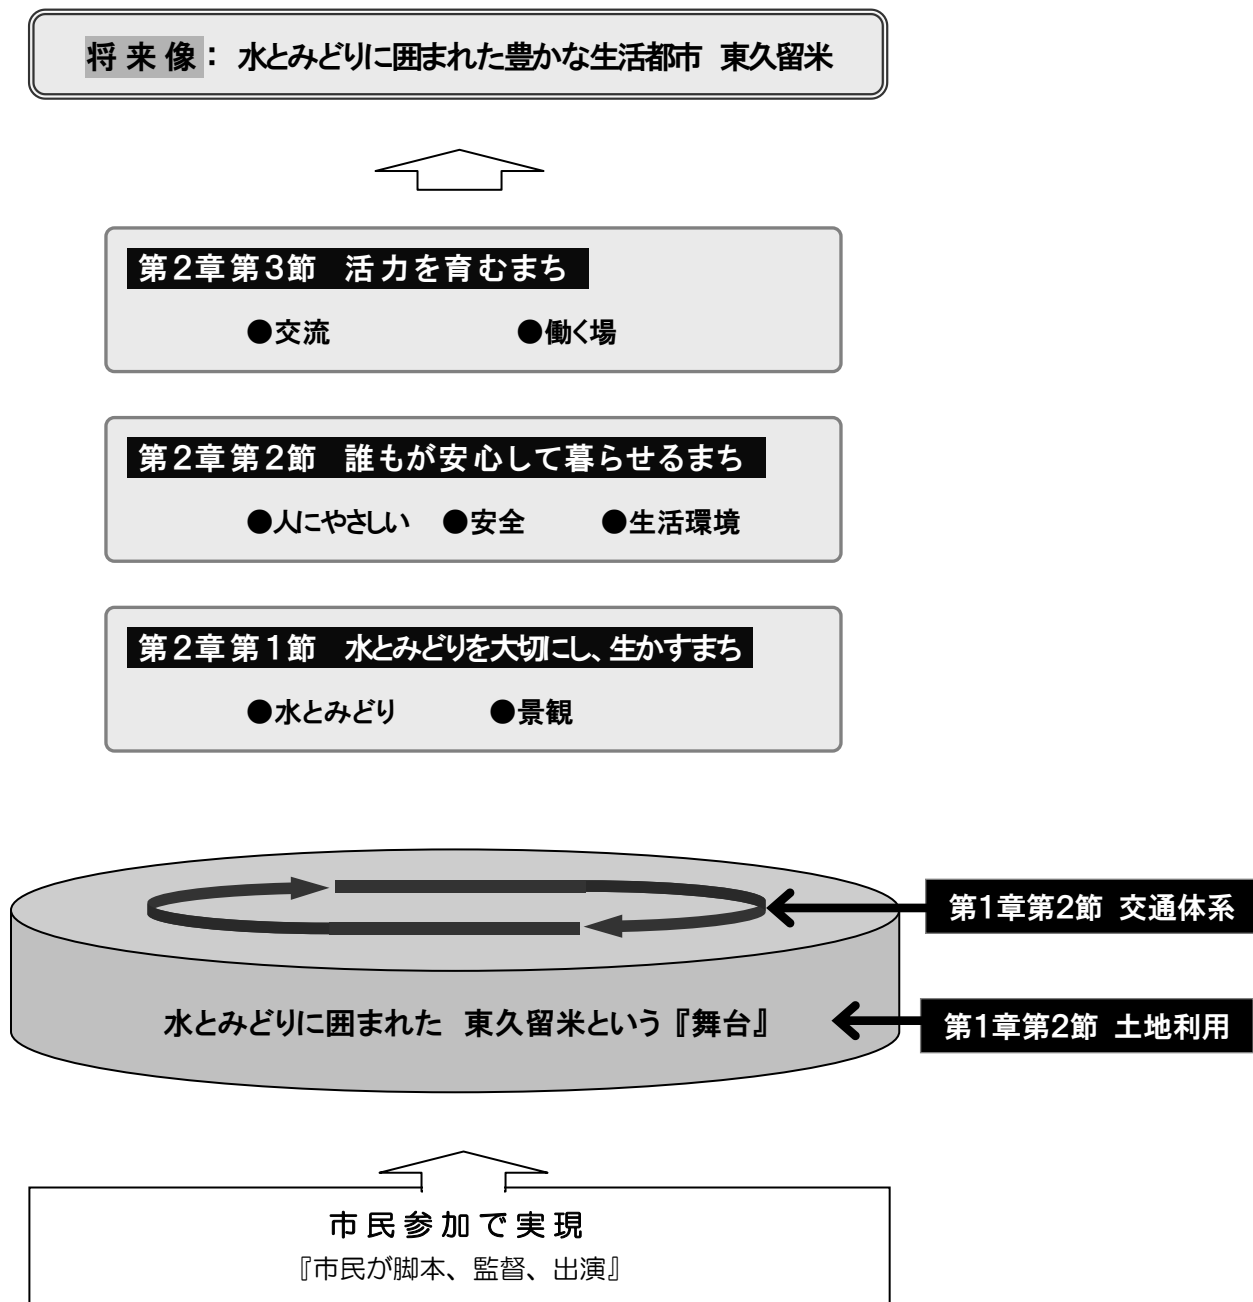 将来像： 水とみどりに囲まれた豊かな生活都市　東久留米
第２章第３節　活力を育むまち
●交流　●働く場
第２章第２節　誰もが安心して暮らせるまち
●人にやさしい　●安全　●生活環境
第２章第１節　水とみどりを大切にし、生かすまち
●水とみどり　●景観
第1章第2節 交通体系
水とみどりに囲まれた　東久留米という『舞台』
第1章第2節 土地利用
市民参加で実現
『市民が脚本、監督、出演』